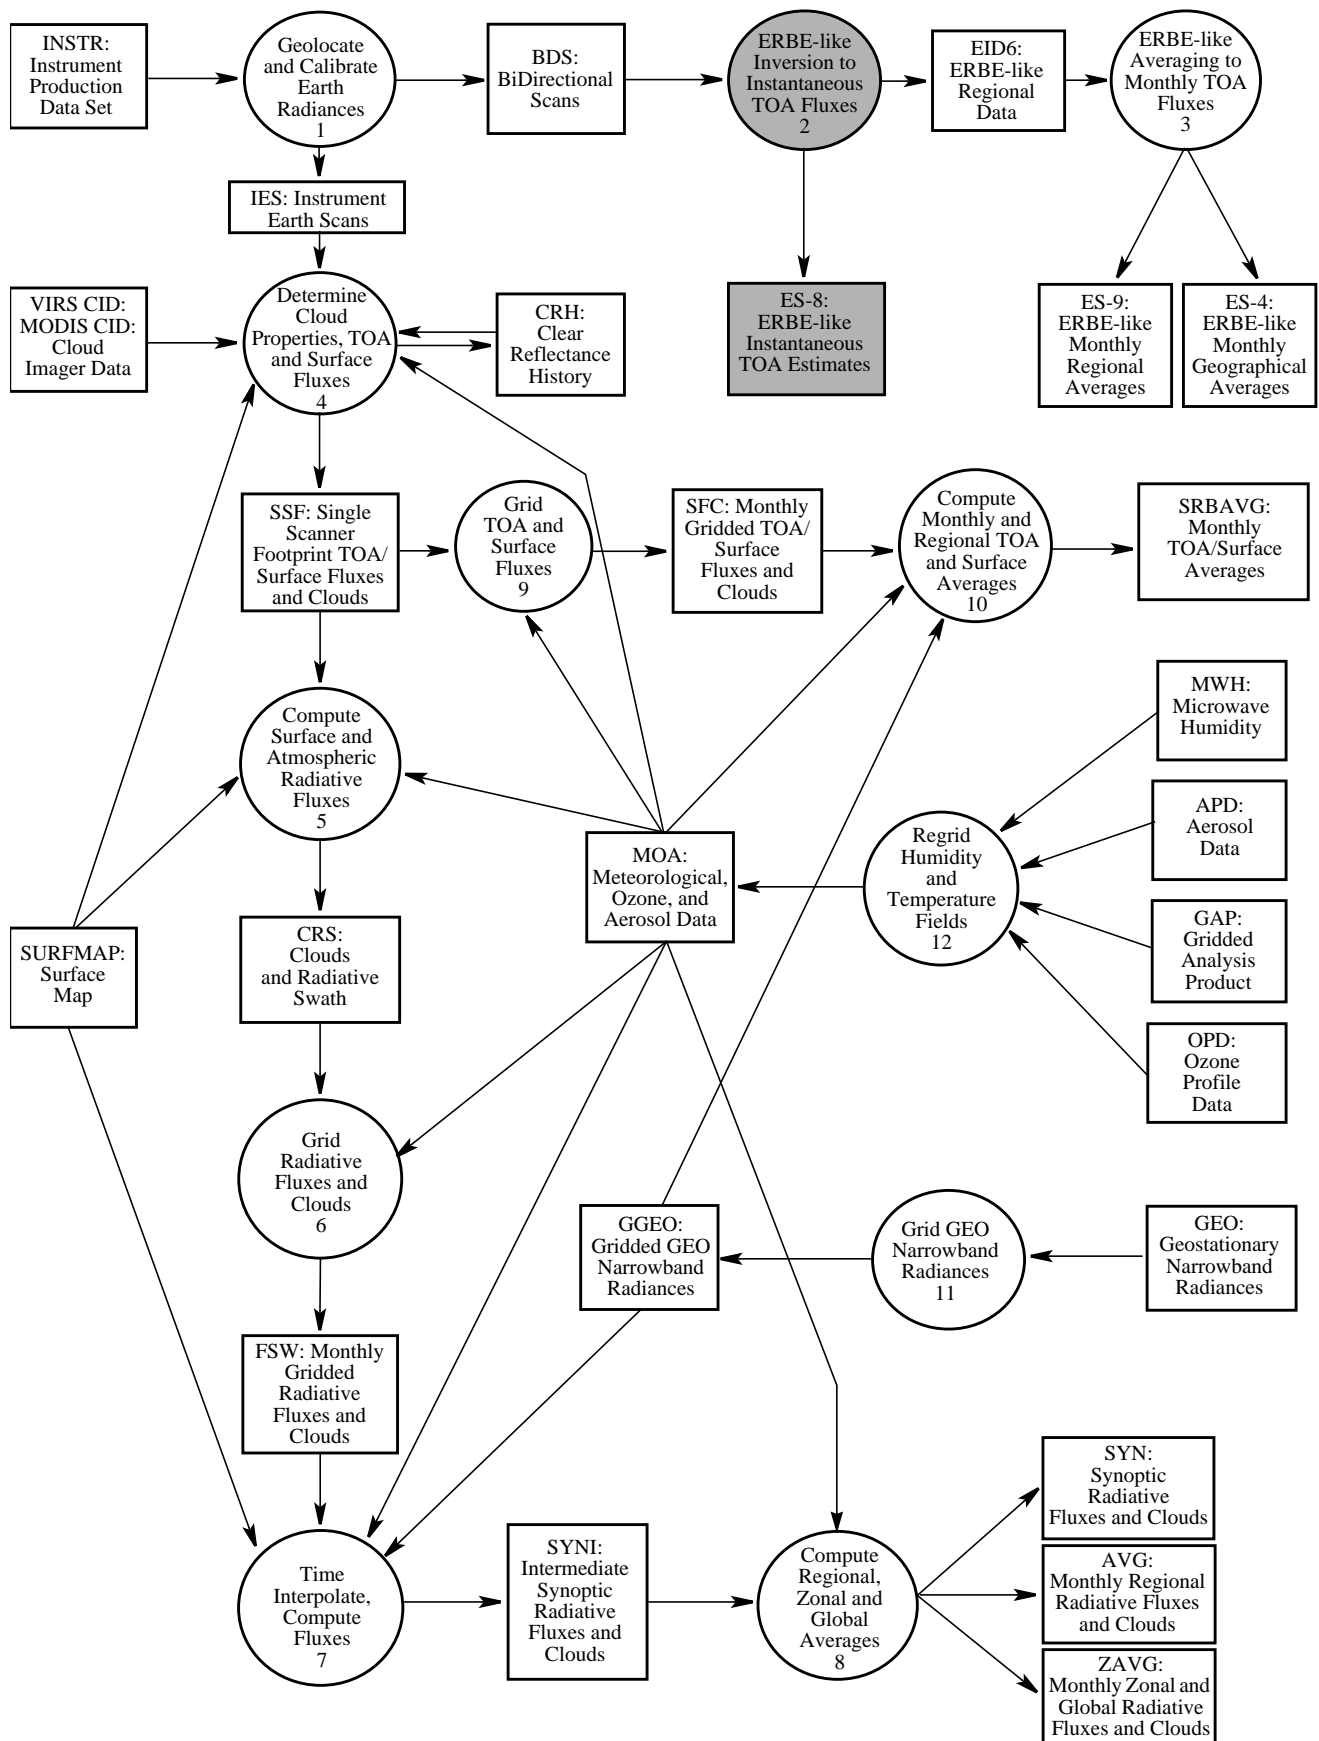 INSTR:
Instrument
Production
Data Set
Geolocate
and Calibrate
Earth
Radiances
1
BDS:
BiDirectional
Scans
ERBE-like
Inversion to
Instantaneous
TOA Fluxes
2
EID6:
ERBE-like
Regional
Data
ERBE-like
Averaging to
Monthly TOA
Fluxes
3
IES: Instrument
Earth Scans
VIRS CID:
MODIS CID:
Cloud
Imager Data
Determine
Cloud
Properties, TOA
and Surface
Fluxes
4
CRH:
Clear
Reflectance
History
ES-8:
ERBE-like
Instantaneous
TOA Estimates
ES-9:
ERBE-like
Monthly
Regional
Averages
ES-4:
ERBE-like
Monthly
Geographical
Averages
SSF: Single
Scanner
Footprint TOA/
Surface Fluxes
and Clouds
Grid
TOA and
Surface
Fluxes
9
SFC: Monthly
Gridded TOA/
Surface
Fluxes and
Clouds
Compute
Monthly and
Regional TOA
and Surface
Averages
10
SRBAVG:
Monthly
TOA/Surface
Averages
Compute
Surface and
Atmospheric
Radiative
Fluxes
5
MWH:
Microwave
Humidity
APD:
Aerosol
Data
MOA:
Meteorological,
Ozone, and
Aerosol Data
Regrid
Humidity
and
Temperature
Fields
12
GAP:
Gridded
Analysis
Product
SURFMAP:
Surface
Map
CRS:
Clouds
and Radiative
Swath
OPD:
Ozone
Profile
Data
Grid
Radiative
Fluxes and
Clouds
6
GGEO:
Gridded GEO
Narrowband
Radiances
Grid GEO
Narrowband
Radiances
11
GEO:
Geostationary
Narrowband
Radiances
FSW: Monthly
Gridded
Radiative
Fluxes and
Clouds
Time
Interpolate,
Compute
Fluxes
7
SYNI:
Intermediate
Synoptic
Radiative
Fluxes and
Clouds
Compute
Regional,
Zonal and
Global
Averages
8
SYN:
Synoptic
Radiative
Fluxes and Clouds
AVG:
Monthly Regional
Radiative Fluxes
and Clouds
ZAVG:
Monthly Zonal and
Global Radiative
Fluxes and Clouds